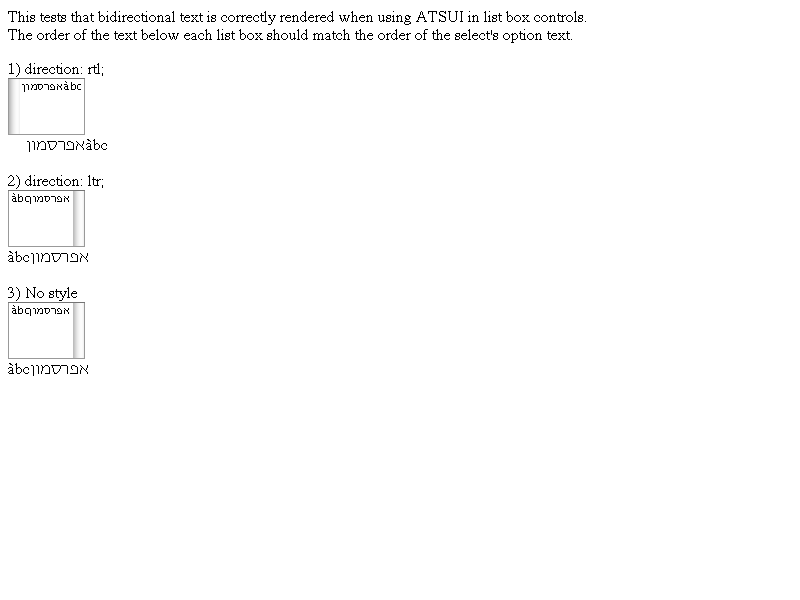 This tests that bidirectional text is correctly rendered when using ATSUI in list box controls.
The order of the text below each list box should match the order of the select's option text.
1) direction: rtl;
àbcאפרסמון
àbcאפרסמון
2) direction: ltr;
àbcאפרסמון
àbcאפרסמון
3) No style
àbcאפרסמון
àbcאפרסמון